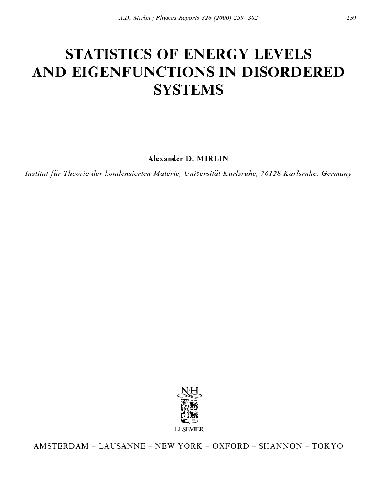 A.D. Mirlin / Physics Reports 326 (2000) 259–382 259
STATISTICS OF ENERGY LEVELS
AND EIGENFUNCTIONS IN DISORDERED
SYSTEMS
Alexander D. MIRLIN
Institut für Theorie der kondensierten Materie, Universität Karlsruhe, 76128 Karlsruhe, Germany
NH
ELSEVIER
AMSTERDAM – LAUSANNE – NEW YORK – OXFORD – SHANNON – TOKYO